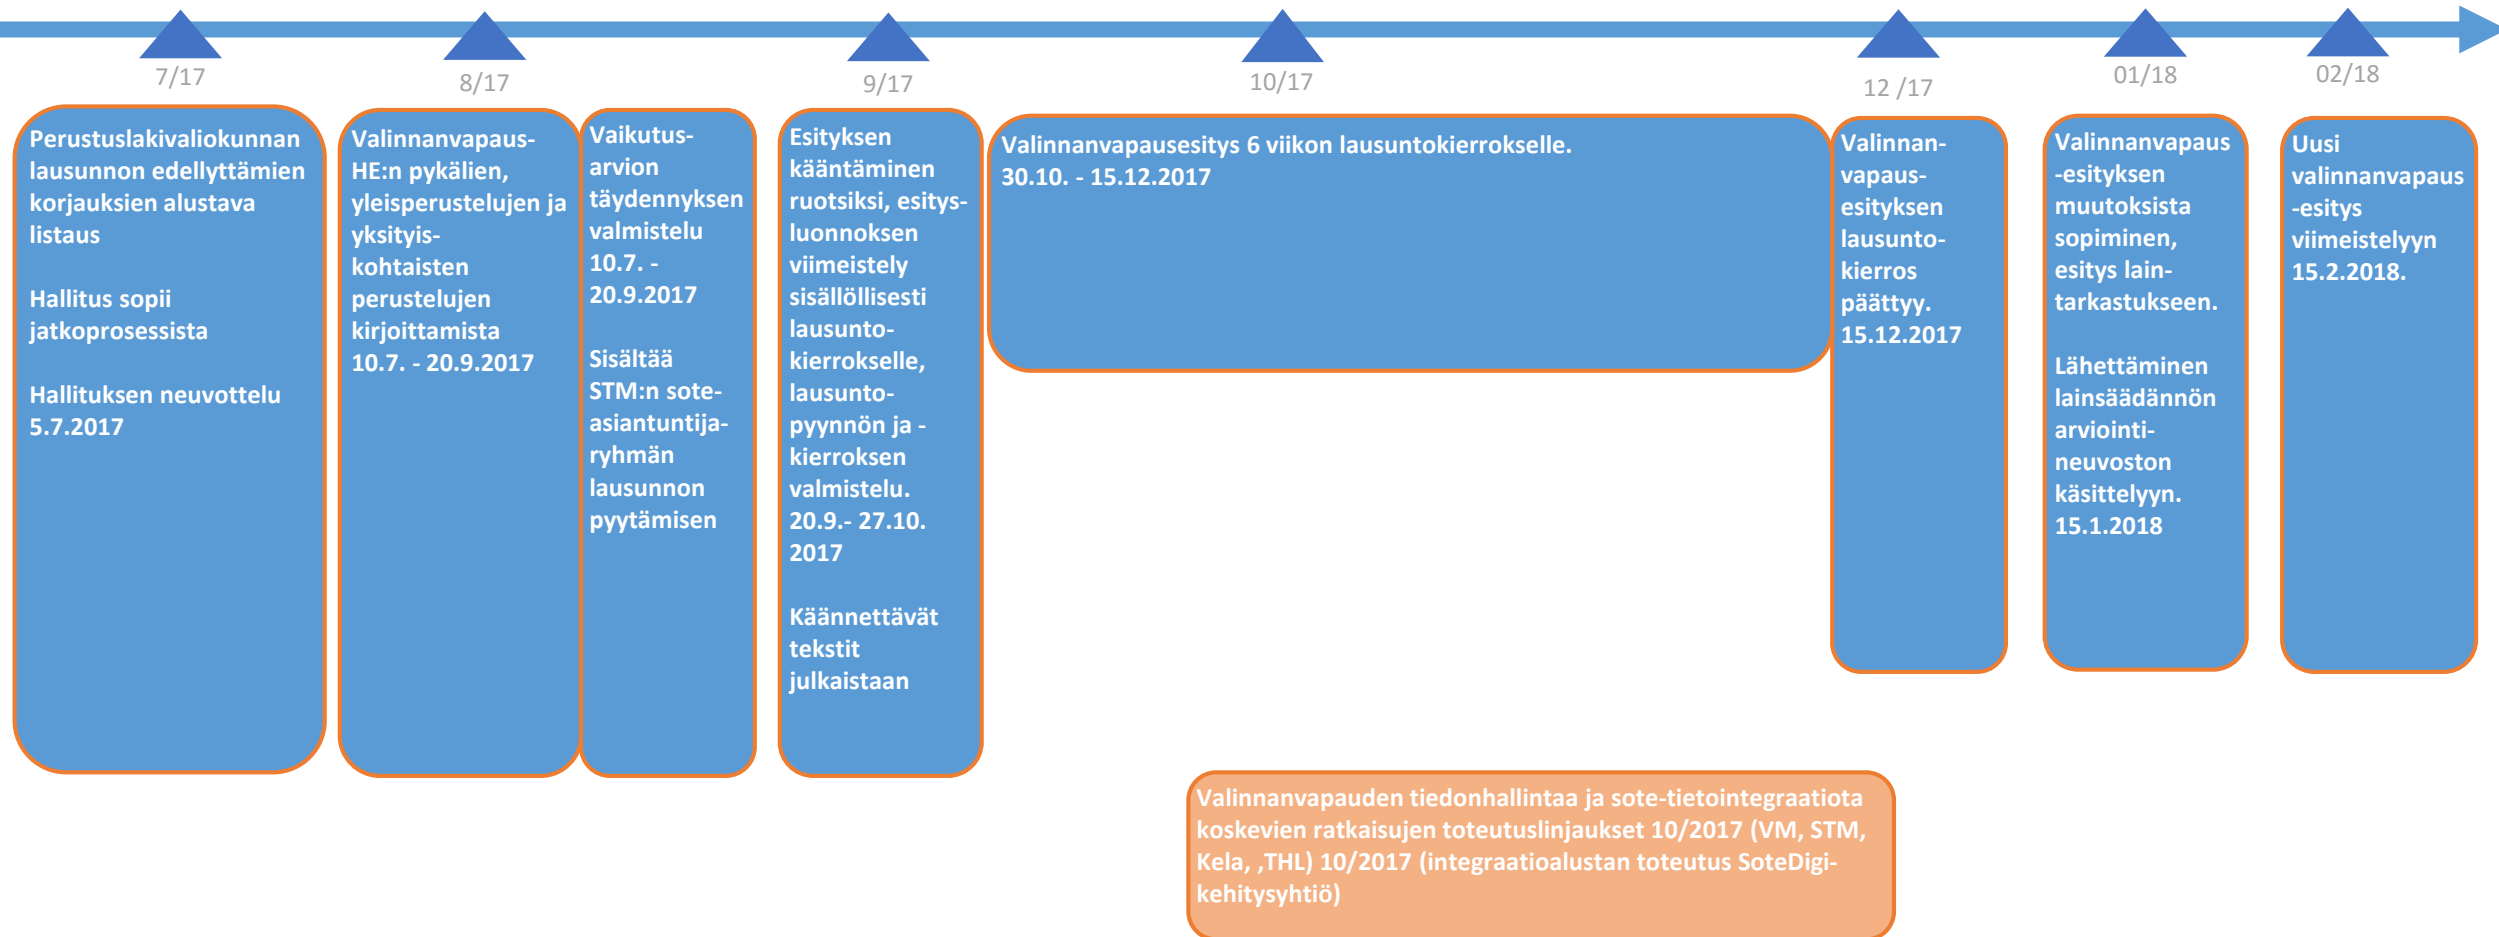 7/17
8/17
9/17
10/17
12 /17
01/18
02/18
Perustuslakivaliokunnan
lausunnon edellyttämien
korjauksien alustava
listaus
Hallitus sopii
jatkoprosessista
Hallituksen neuvottelu
5.7.2017
Valinnanvapaus-
HE:n pykälien,
yleisperustelujen ja
yksityis-
kohtaisten
perustelujen
kirjoittamista
10.7. - 20.9.2017
Vaikutus-
arvion
täydennyksen
valmistelu
10.7. -
20.9.2017
Sisältää
STM:n sote-
asiantuntija-
ryhmän
lausunnon
pyytämisen
Esityksen
kääntäminen
ruotsiksi, esitys-
luonnoksen
viimeistely
sisällöllisesti
lausunto-
kierrokselle,
lausunto-
pyynnön ja -
kierroksen
valmistelu.
20.9.- 27.10.
2017
Käännettävät
tekstit
julkaistaan
Valinnanvapausesitys 6 viikon lausuntokierrokselle.
30.10. - 15.12.2017
Valinnan-
vapaus-
esityksen
lausunto-
kierros
päättyy.
15.12.2017
Valinnanvapaus
-esityksen
muutoksista
sopiminen,
esitys lain-
tarkastukseen.
Lähettäminen
lainsäädännön
arviointi-
neuvoston
käsittelyyn.
15.1.2018
Uusi
valinnanvapaus
-esitys
viimeistelyyn
15.2.2018.
Valinnanvapauden tiedonhallintaa ja sote-tietointegraatiota
koskevien ratkaisujen toteutuslinjaukset 10/2017 (VM, STM,
Kela, ,THL) 10/2017 (integraatioalustan toteutus SoteDigi-
kehitysyhtiö)